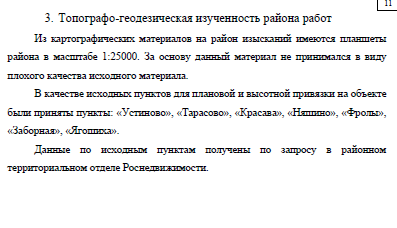 11
3. Топографо-геодезическая изученность района работ
Из картографических материалов на район изысканий имеются планшеты
района в масштабе 1:25000. За основу данный материал не принимался в виду
плохого качества исходного материала.
В качестве исходных пунктов для плановой и высотной привязки на объекте
были приняты пункты: «Устиново», «Тарасово», «Красава», «Няшино», «Фролы»,
«Заборная», «Ягошиха».
Данные по исходным пунктам получены по запросу в районном
территориальном отделе Роснедвижимости.